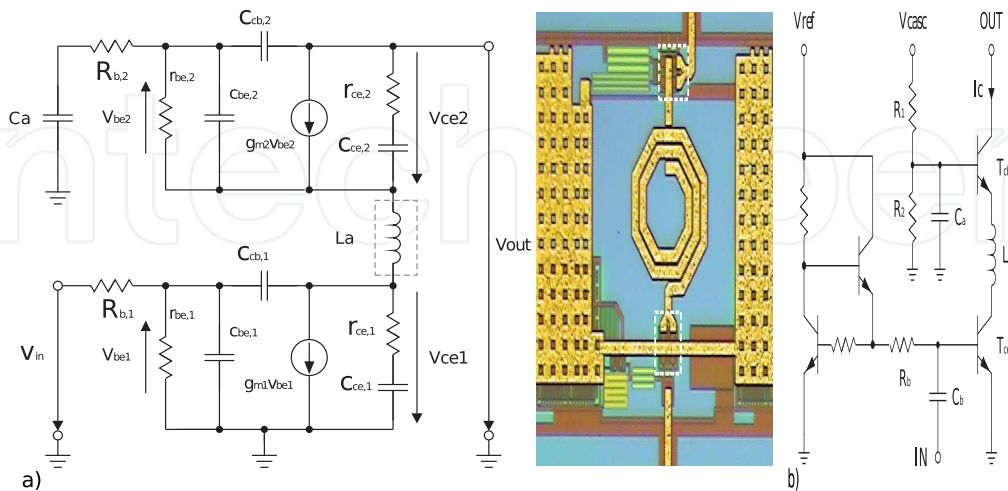 Ccb,2
Rb,2
rbe,2
Ca
Vbe2
cbe,2
gm2Vbe2
rce,2
Cce,2
Vce2
La
Vout
Ccb,1
Rb,1
rbe,1
Vin
Vbe1
cbe,1
gm1Vbe1
rce,1
Cce,1
Vce1
a)
Vref
Vcasc
OUT
Ic
R1
R2
Ca
Rb
Cb
IN
b)